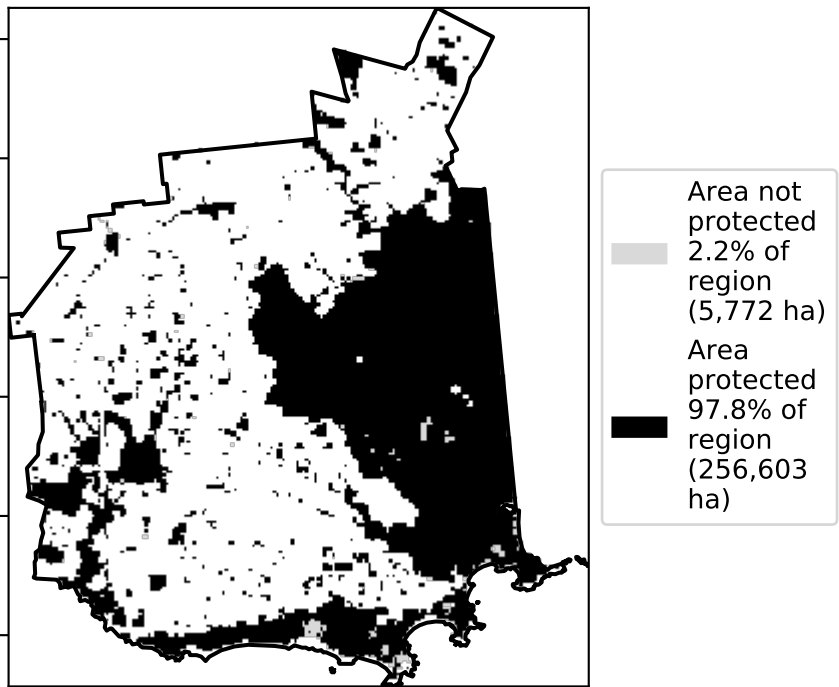 Area not
protected
2.2% of
region
(5,772 ha)
Area
protected
97.8% of
region
(256,603
ha)